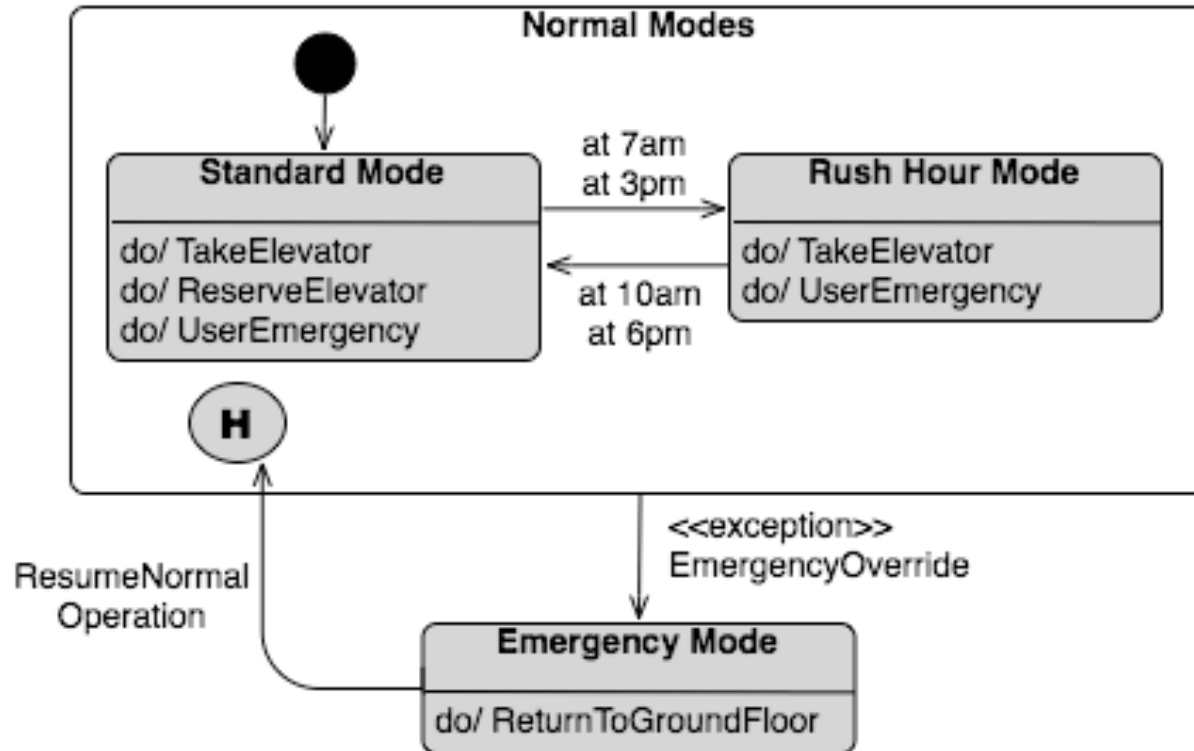 Normal Modes
Standard Mode
do/ TakeElevator
do/ ReserveElevator
do/ UserEmergency
at 7am
at 3pm
at 10am
at 6pm
Rush Hour Mode
do/ TakeElevator
do/ UserEmergency
H
ResumeNormal
Operation
<<exception>>
EmergencyOverride
Emergency Mode
do/ ReturnToGroundFloor